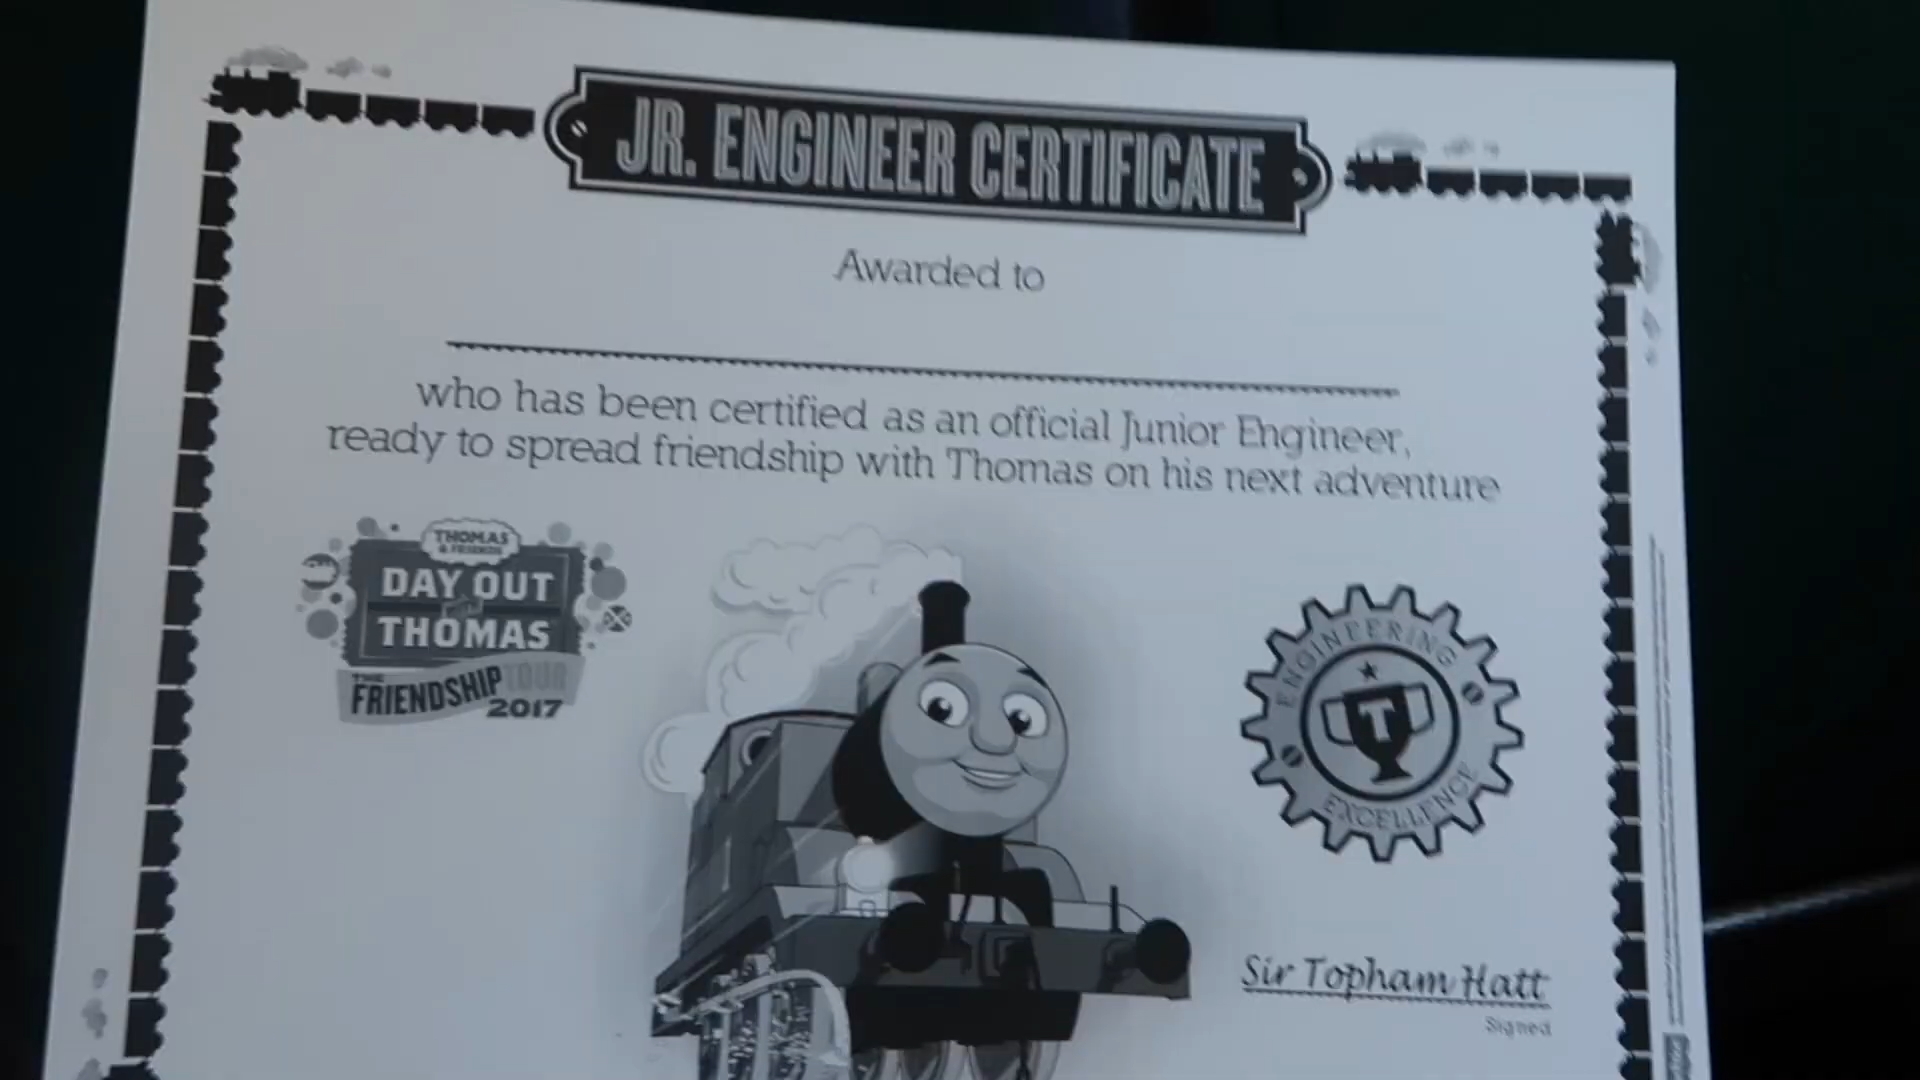 JR. ENGINEER CERTIFICATE
Awarded to
who has been certified as an official Junior Engineer,
ready to spread friendship with Thomas on his next adventure
THOMAS
& FRIENDS
DAY OUT
THOMAS
THE
FRIENDSHIP TOUR
2017
ENGINEERING
T
EXCELLENCE
Sir Topham Hatt
Signed